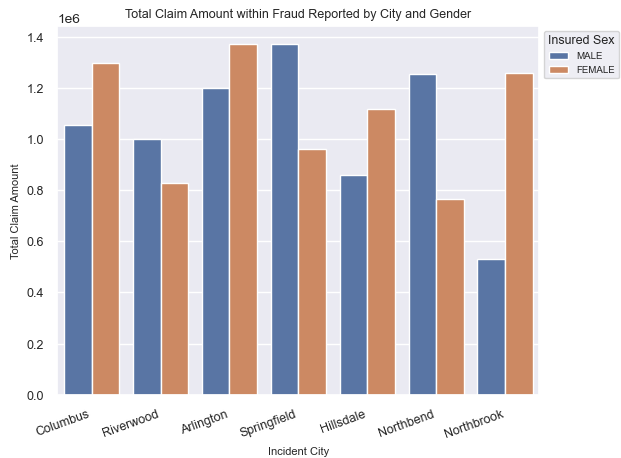 Total Claim Amount within Fraud Reported by City and Gender
1e6
1.4
1.2
1.0
0.8
0.6
0.4
0.2
0.0
Total Claim Amount
Columbus
Riverwood
Arlington
Springfield
Hillsdale
Northbend
Northbrook
Incident City
Insured Sex
MALE
FEMALE